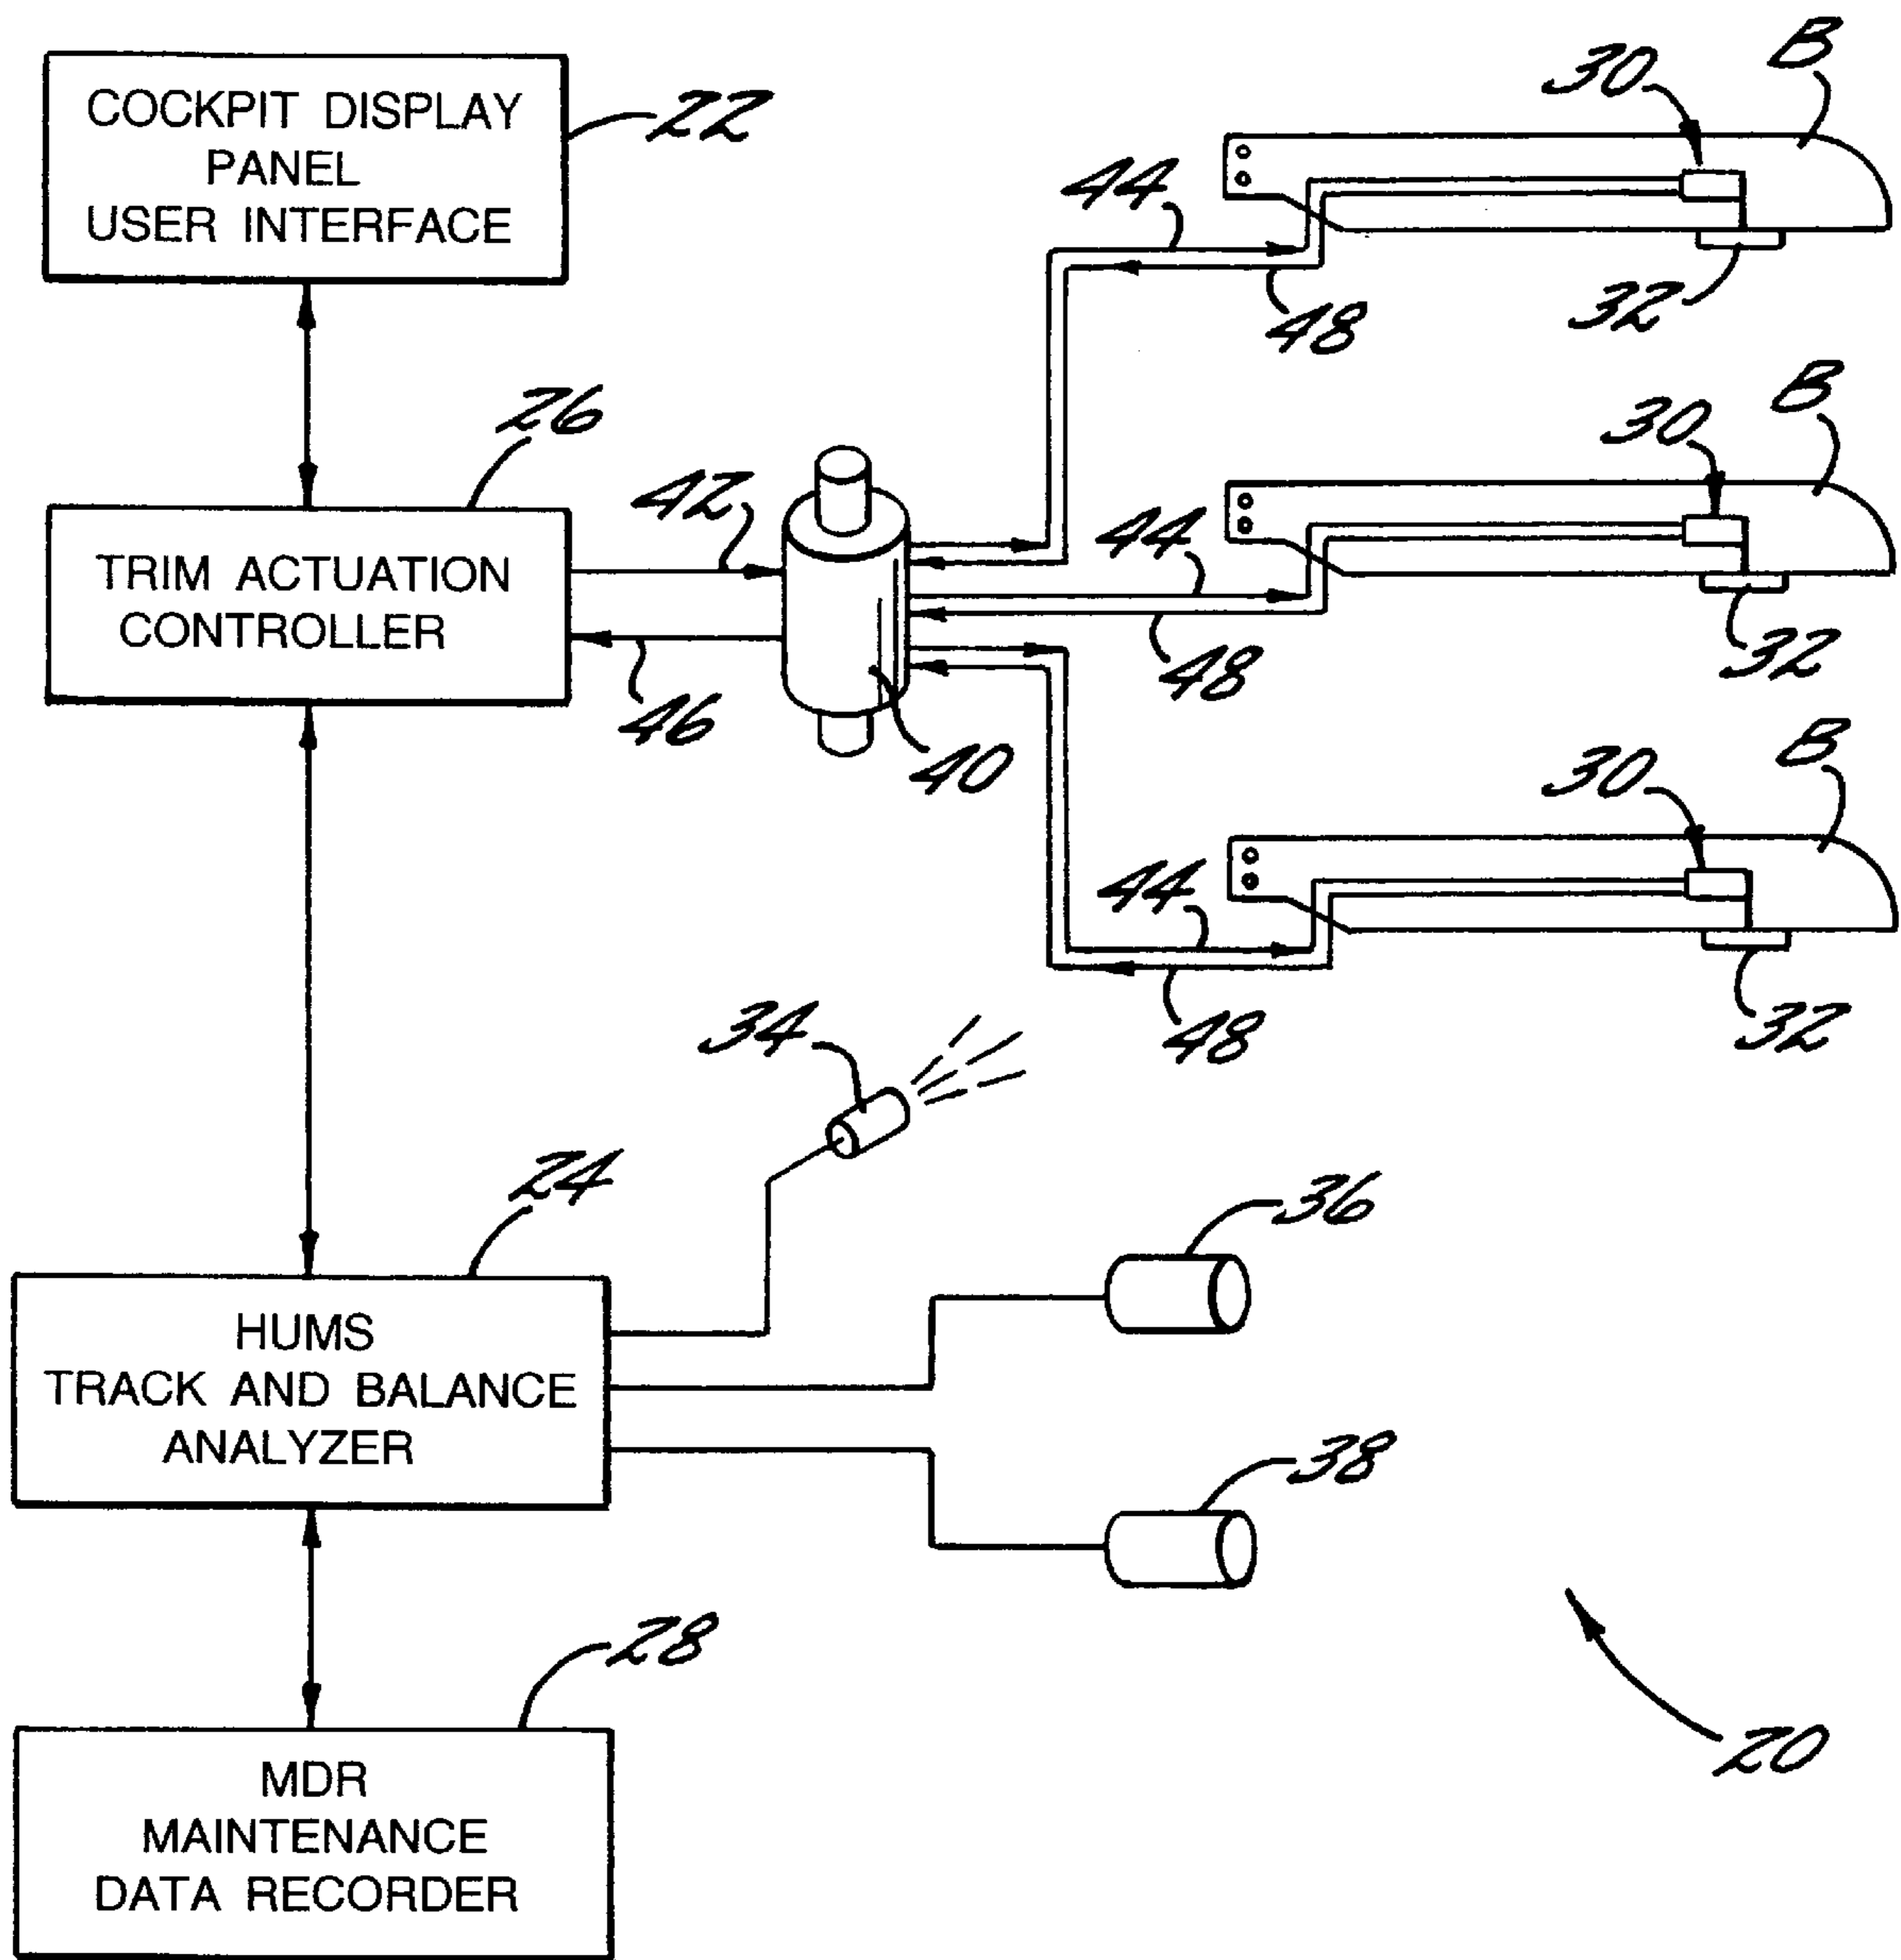 COCKPIT DISPLAY
PANEL
USER INTERFACE
22
30
B
44
48
32
26
TRIM ACTUATION
CONTROLLER
42
46
40
30
B
44
48
32
30
B
44
48
32
34
24
HUMS
TRACK AND BALANCE
ANALYZER
36
38
28
MDR
MAINTENANCE
DATA RECORDER
20